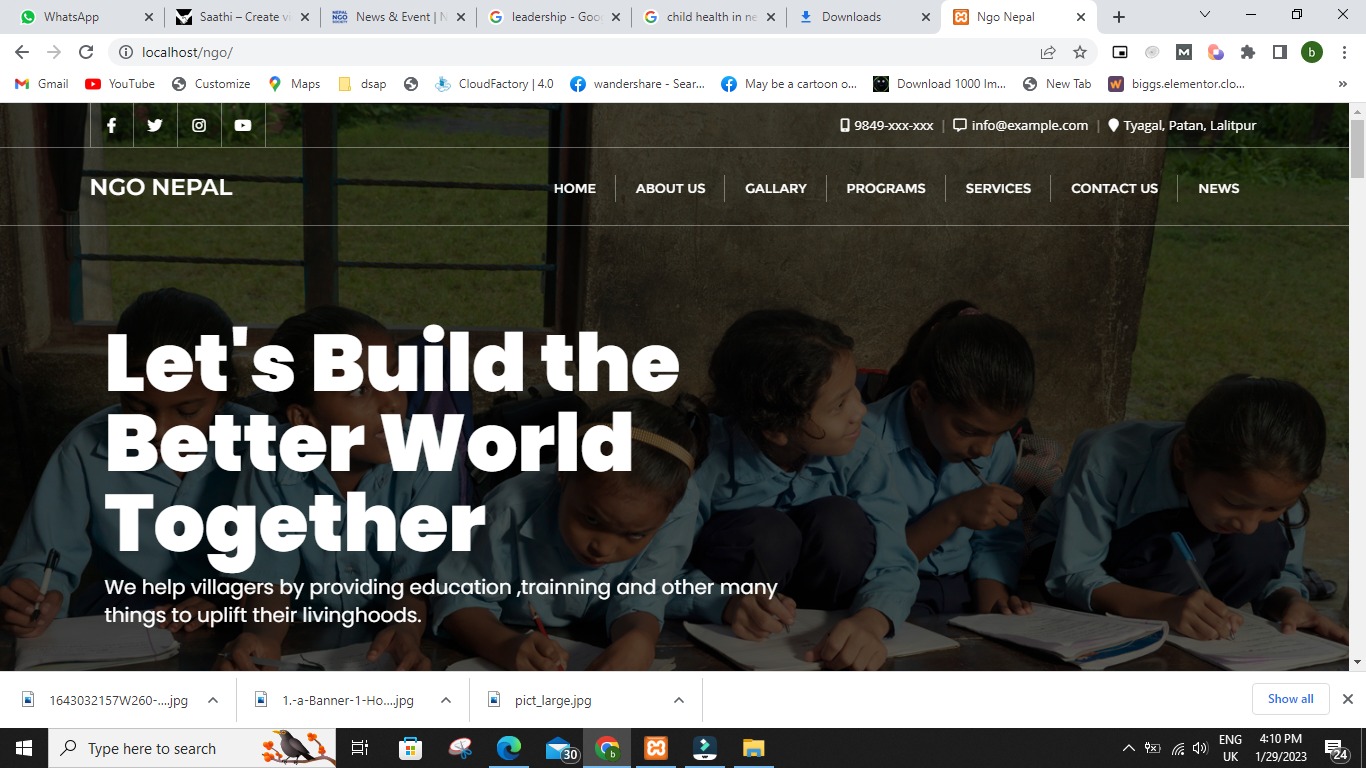 WhatsApp
Saathi – Create vi
NEPAL NGO SOCIETY News & Event | N
leadership - Goo
child health in ne
Downloads
Ngo Nepal
localhost/ngo/
b
Gmail YouTube Customize Maps dsap CloudFactory | 4.0 wandershare - Sear... May be a cartoon o... Download 1000 Im... New Tab biggs.elementor.clo... »
9849-xxx-xxx | info@example.com | Tyagal, Patan, Lalitpur
NGO NEPAL
HOME ABOUT US GALLARY PROGRAMS SERVICES CONTACT US NEWS
Let's Build the
Better World
Together
We help villagers by providing education ,trainning and other many
things to uplift their livinghoods.
1643032157W260-....jpg 1.-a-Banner-1-Ho....jpg pict_large.jpg Show all
Type here to search
30
b
ENG
UK
4:10 PM
1/29/2023
24